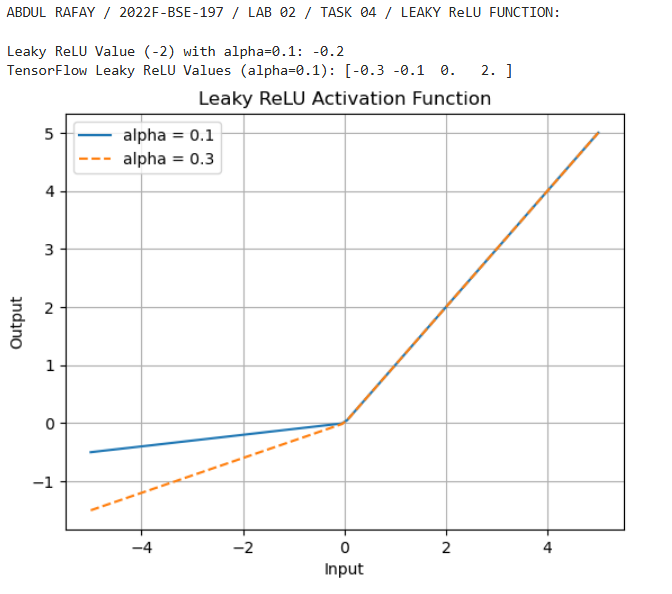 ABDUL RAFAY / 2022F-BSE-197 / LAB 02 / TASK 04 / LEAKY ReLU FUNCTION:
Leaky ReLU Value (-2) with alpha=0.1: -0.2
TensorFlow Leaky ReLU Values (alpha=0.1): [-0.3 -0.1  0.   2. ]
Leaky ReLU Activation Function
alpha = 0.1
alpha = 0.3
5
4
3
2
1
0
−1
Output
−4 −2 0 2 4
Input